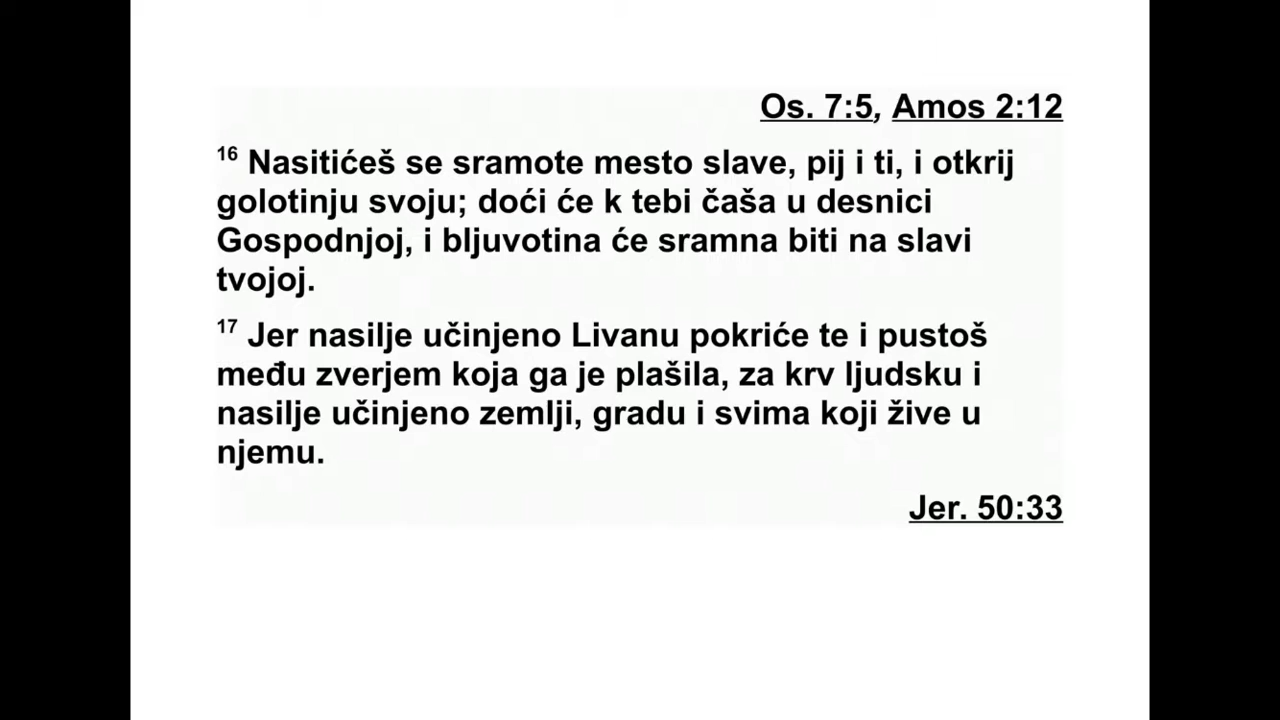 Os. 7:5, Amos 2:12
16 Nasitićeš se sramote mesto slave, pij i ti, i otkrij
golotinju svoju; doći će k tebi čaša u desnici
Gospodnjoj, i bljuvotina će sramna biti na slavi
tvojoj.
17 Jer nasilje učinjeno Livanu pokriće te i pustoš
među zverjem koja ga je plašila, za krv ljudsku i
nasilje učinjeno zemlji, gradu i svima koji žive u
njemu.
Jer. 50:33